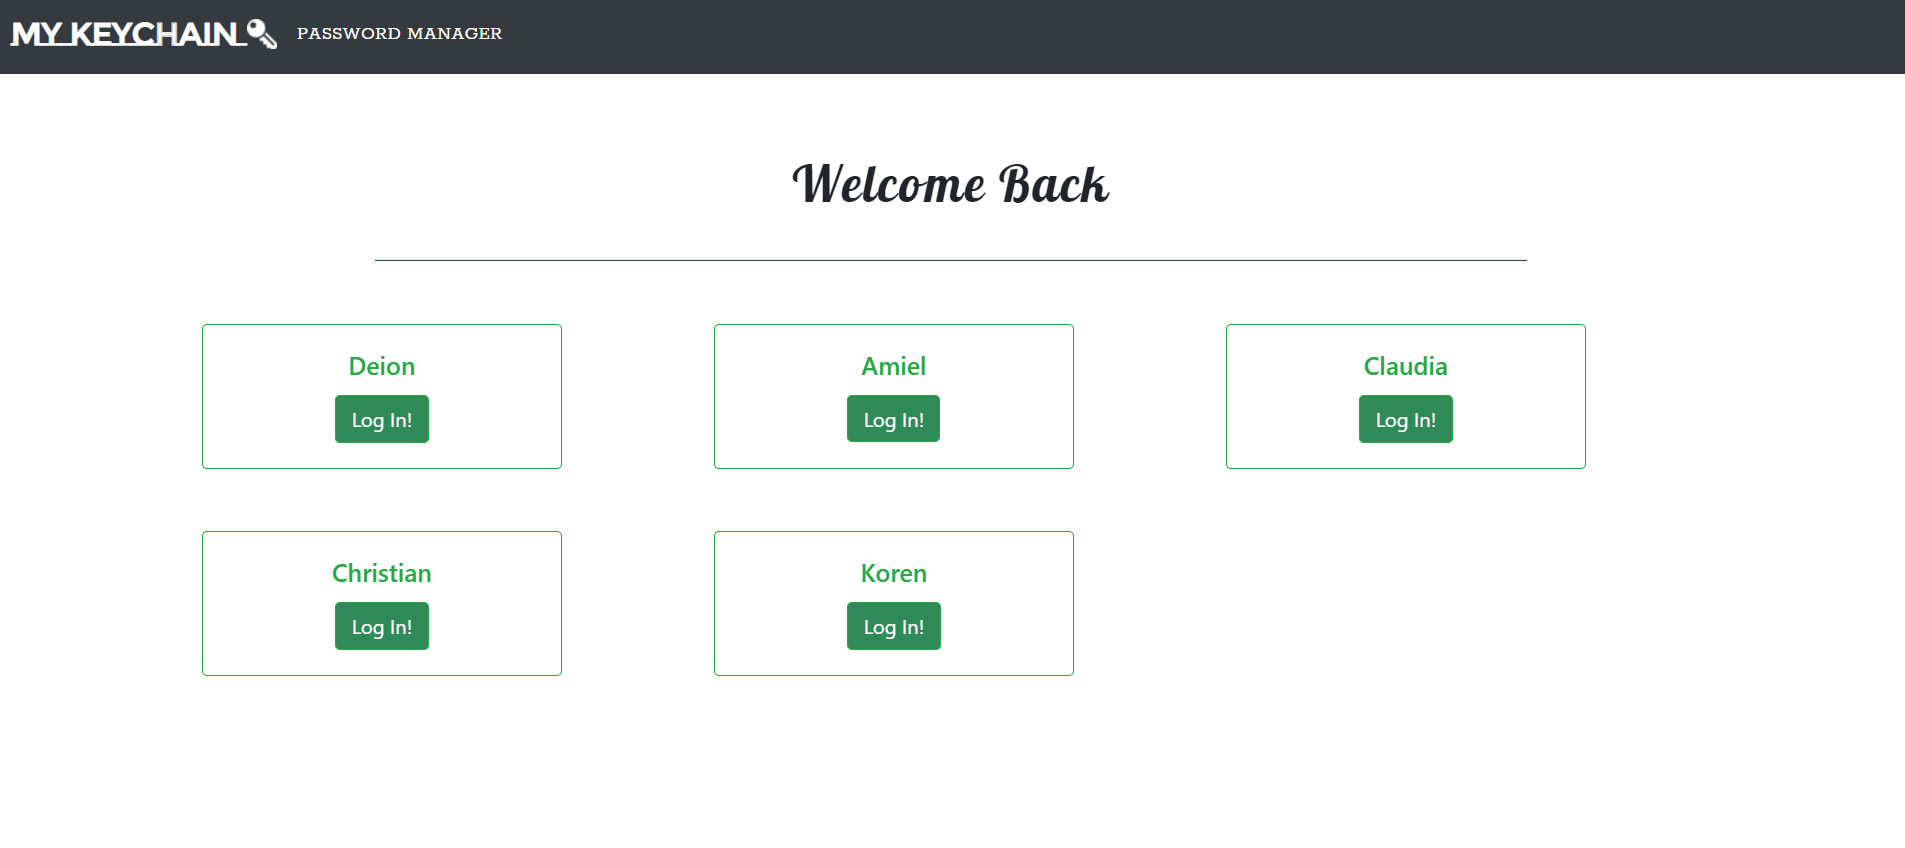 MY KEYCHAIN PASSWORD MANAGER
Welcome Back
Deion
Log In!
Amiel
Log In!
Claudia
Log In!
Christian
Log In!
Koren
Log In!